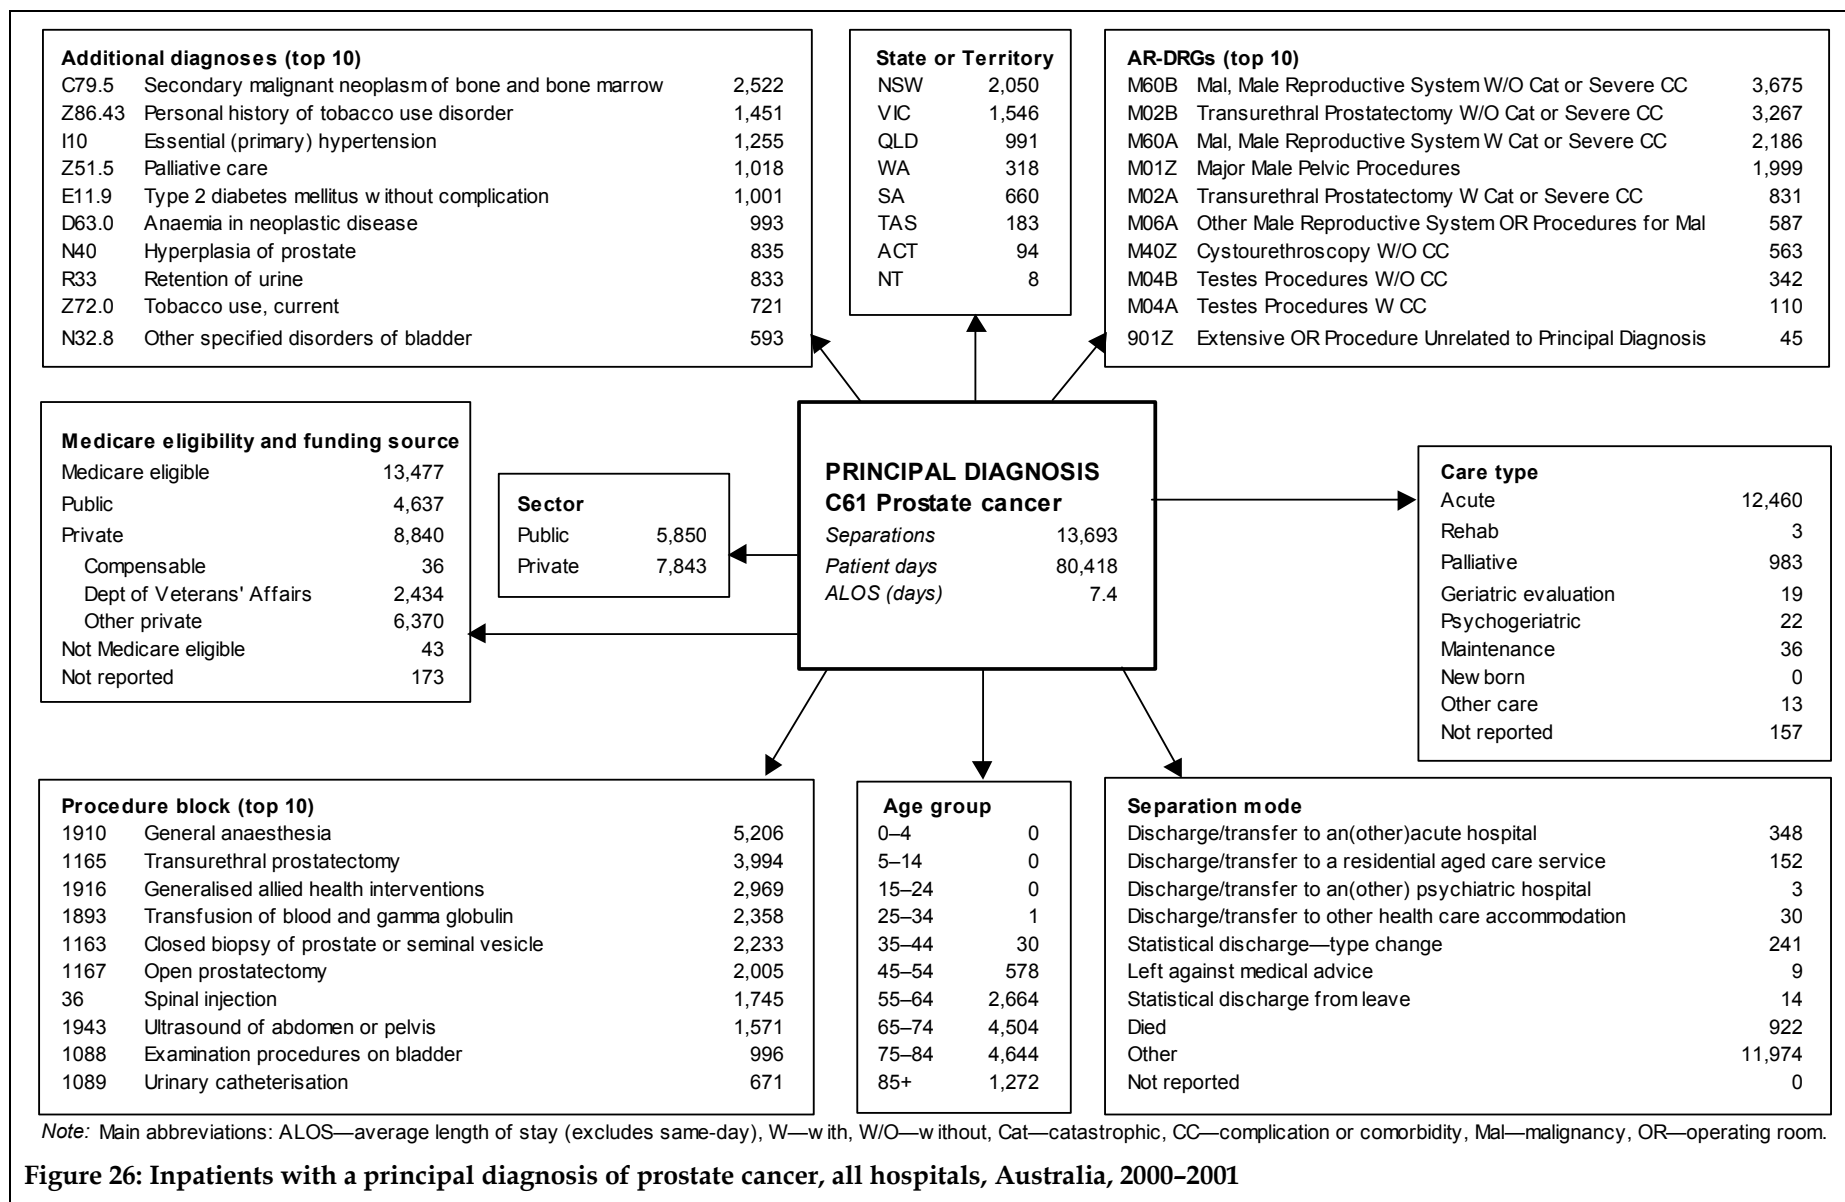 Additional diagnoses (top 10)
C79.5 Secondary malignant neoplasm of bone and bone marrow 2,522
Z86.43 Personal history of tobacco use disorder 1,451
I10 Essential (primary) hypertension 1,255
Z51.5 Palliative care 1,018
E11.9 Type 2 diabetes mellitus without complication 1,001
D63.0 Anaemia in neoplastic disease 993
N40 Hyperplasia of prostate 835
R33 Retention of urine 833
Z72.0 Tobacco use, current 721
N32.8 Other specified disorders of bladder 593
State or Territory
NSW 2,050
VIC 1,546
QLD 991
WA 318
SA 660
TAS 183
ACT 94
NT 8
AR-DRGs (top 10)
M60B Mal, Male Reproductive System W/O Cat or Severe CC 3,675
M02B Transurethral Prostatectomy W/O Cat or Severe CC 3,267
M60A Mal, Male Reproductive System W Cat or Severe CC 2,186
M01Z Major Male Pelvic Procedures 1,999
M02A Transurethral Prostatectomy W Cat or Severe CC 831
M06A Other Male Reproductive System OR Procedures for Mal 587
M40Z Cystourethroscopy W/O CC 563
M04B Testes Procedures W/O CC 342
M04A Testes Procedures W CC 110
901Z Extensive OR Procedure Unrelated to Principal Diagnosis 45
Medicare eligibility and funding source
Medicare eligible 13,477
Public 4,637
Private 8,840
Compensable 36
Dept of Veterans' Affairs 2,434
Other private 6,370
Not Medicare eligible 43
Not reported 173
Sector
Public 5,850
Private 7,843
PRINCIPAL DIAGNOSIS
C61 Prostate cancer
Separations 13,693
Patient days 80,418
ALOS (days) 7.4
Care type
Acute 12,460
Rehab 3
Palliative 983
Geriatric evaluation 19
Psychogeriatric 22
Maintenance 36
New born 0
Other care 13
Not reported 157
Procedure block (top 10)
1910 General anaesthesia 5,206
1165 Transurethral prostatectomy 3,994
1916 Generalised allied health interventions 2,969
1893 Transfusion of blood and gamma globulin 2,358
1163 Closed biopsy of prostate or seminal vesicle 2,233
1167 Open prostatectomy 2,005
36 Spinal injection 1,745
1943 Ultrasound of abdomen or pelvis 1,571
1088 Examination procedures on bladder 996
1089 Urinary catheterisation 671
Age group
0–4 0
5–14 0
15–24 0
25–34 1
35–44 30
45–54 578
55–64 2,664
65–74 4,504
75–84 4,644
85+ 1,272
Separation mode
Discharge/transfer to an(other)acute hospital 348
Discharge/transfer to a residential aged care service 152
Discharge/transfer to an(other) psychiatric hospital 3
Discharge/transfer to other health care accommodation 30
Statistical discharge—type change 241
Left against medical advice 9
Statistical discharge from leave 14
Died 922
Other 11,974
Not reported 0
Note: Main abbreviations: ALOS—average length of stay (excludes same-day), W—with, W/O—without, Cat—catastrophic, CC—complication or comorbidity, Mal—malignancy, OR—operating room.
Figure 26: Inpatients with a principal diagnosis of prostate cancer, all hospitals, Australia, 2000–2001